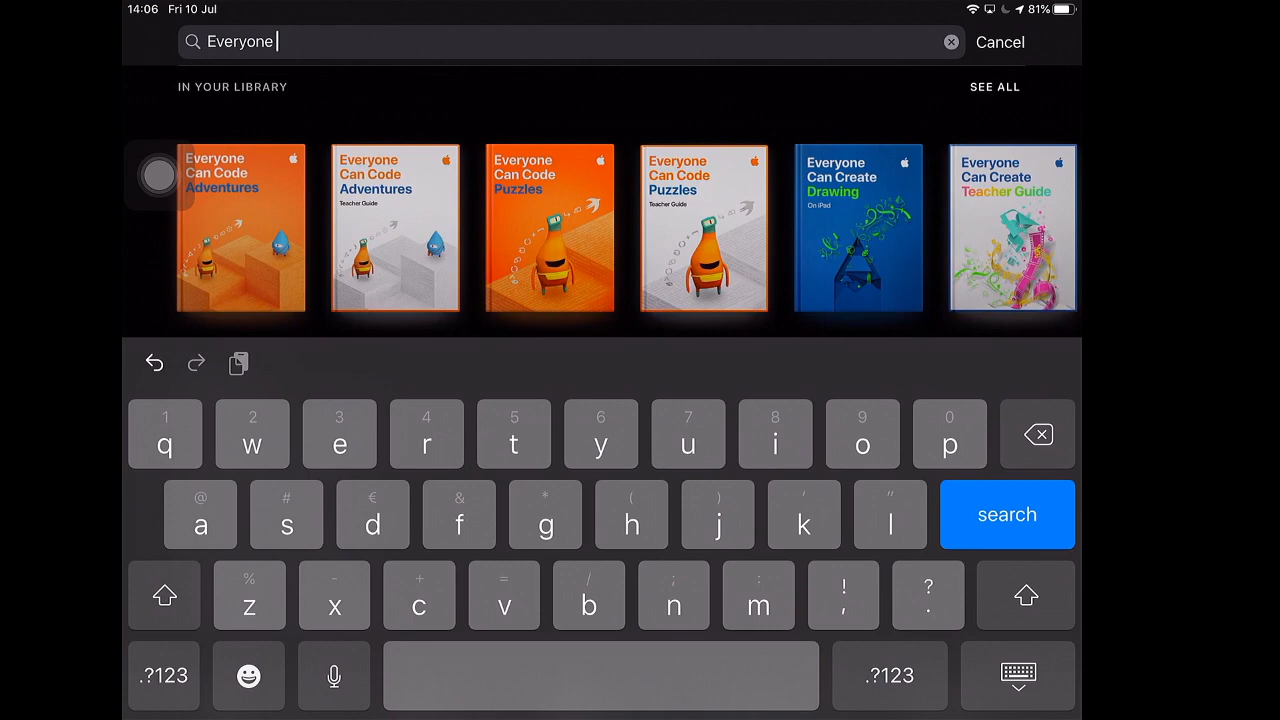 14:06 Fri 10 Jul 81%
Everyone
Cancel
IN YOUR LIBRARY
SEE ALL
Everyone
Can Code
Adventures
Everyone
Can Code
Adventures
Teacher Guide
Everyone
Can Code
Puzzles
Everyone
Can Code
Puzzles
Teacher Guide
Everyone
Can Create
Drawing
On iPad
Everyone
Can Create
Teacher Guide
1 2 3 4 5 6 7 8 9 0
q w e r t y u i o p
@ # € & * ( ) ' "
a s d f g h j k l search
% - + = / ; : ! ?
z x c v b n m , .
.?123 .?123